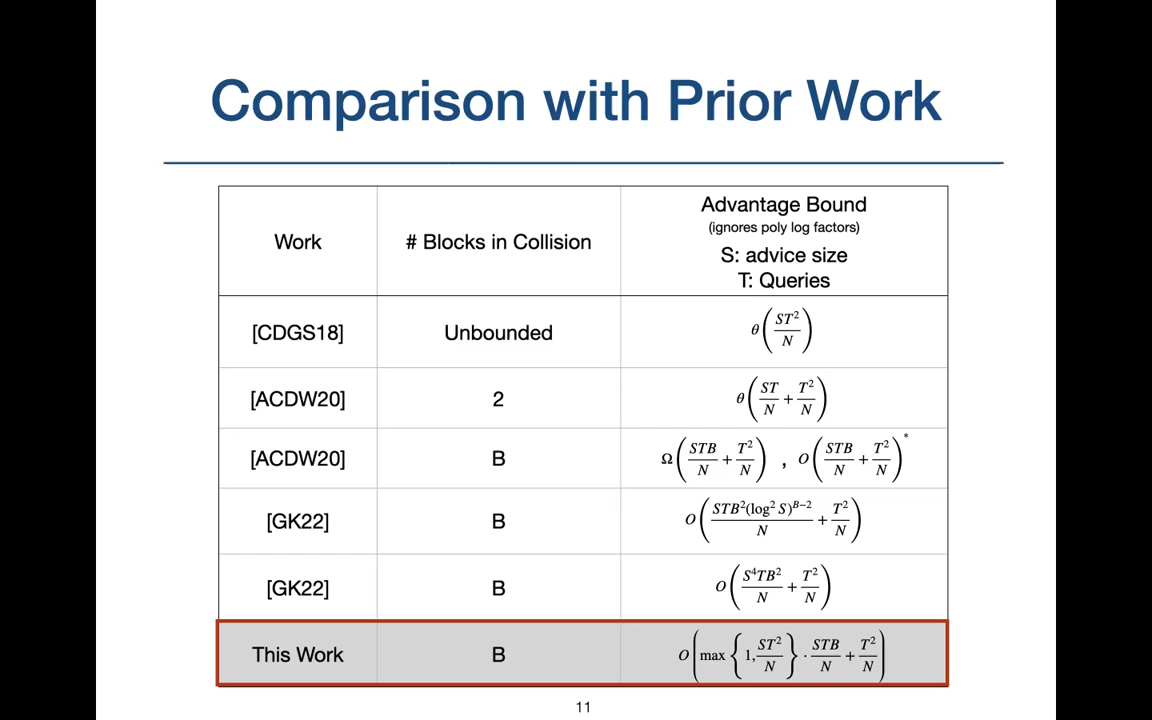 Comparison with Prior Work
Work
# Blocks in Collision
Advantage Bound
(ignores poly log factors)
S: advice size
T: Queries
[CDGS18]
Unbounded
θ(ST²/N)
[ACDW20]
2
θ(ST/N + T²/N)
[ACDW20]
B
Ω(STB/N + T²/N) , O(STB/N + T²/N)*
[GK22]
B
O(STB²(log² S)^{B−2}/N + T²/N)
[GK22]
B
O(S⁴TB²/N + T²/N)
This Work
B
O(max{1, ST²/N} · STB/N + T²/N)
11